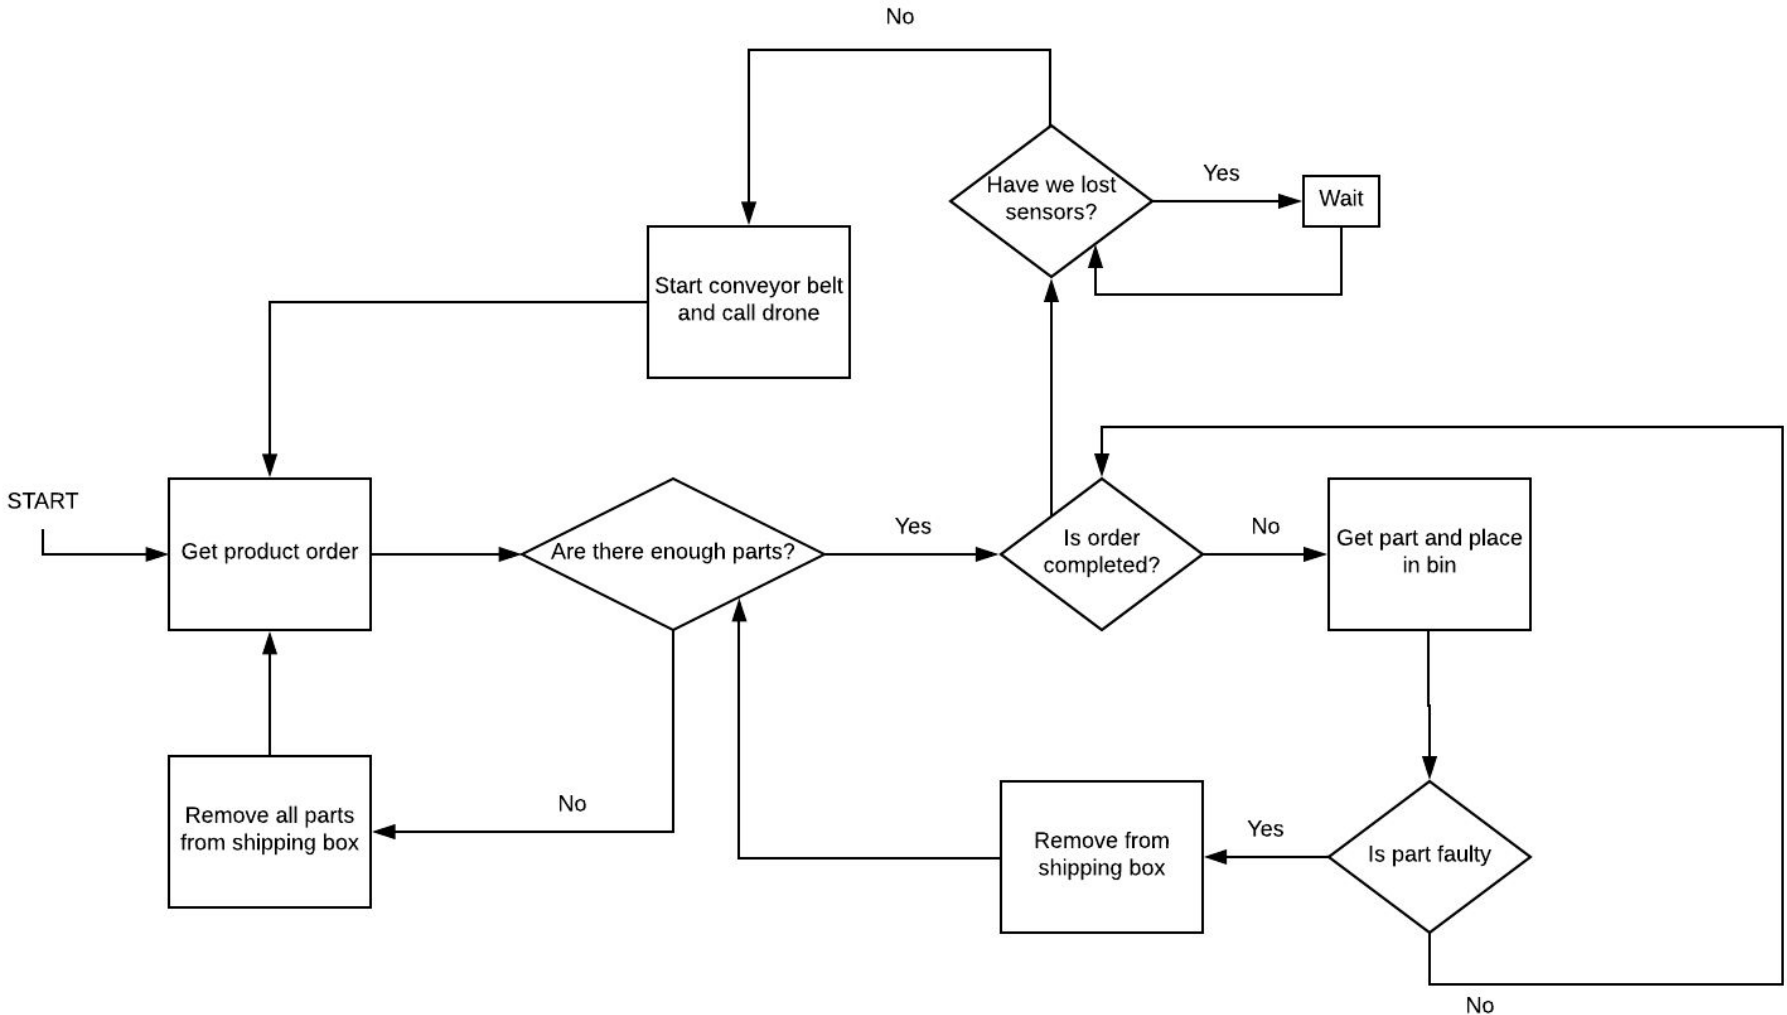 No
Have we lost
sensors?
Yes
Wait
Start conveyor belt
and call drone
START
Get product order
Are there enough parts?
Yes
Is order
completed?
No
Get part and place
in bin
Remove all parts
from shipping box
No
Remove from
shipping box
Yes
Is part faulty
No